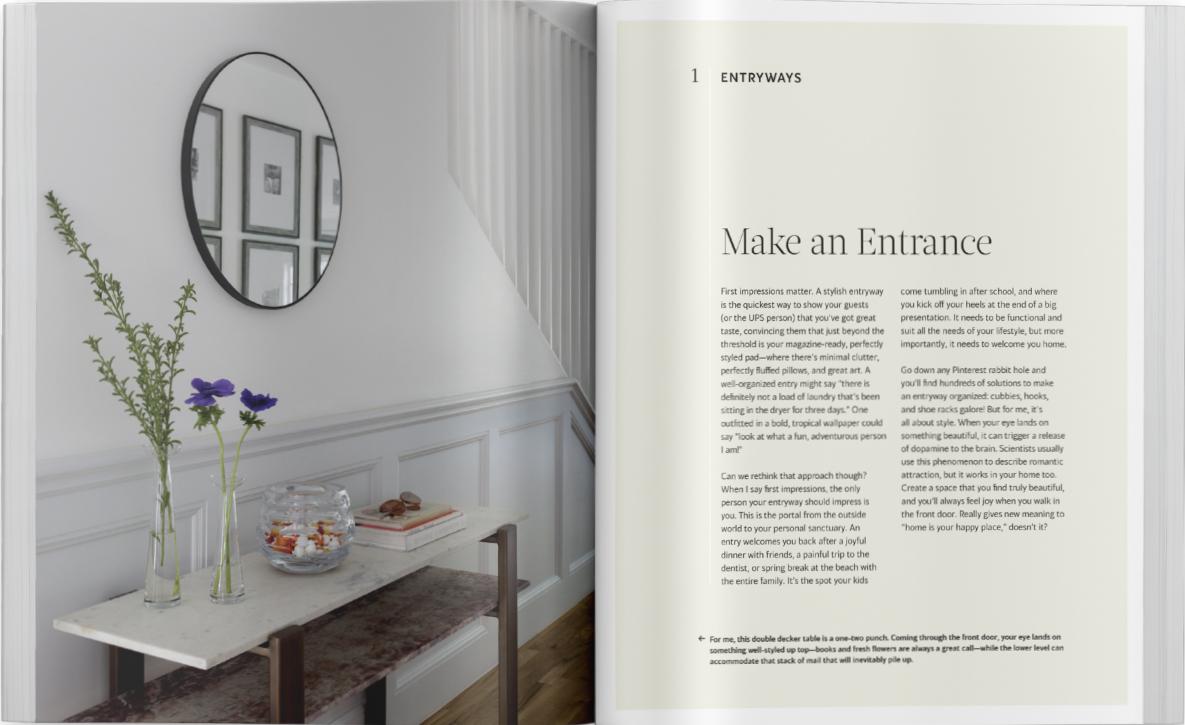 1 ENTRYWAYS
Make an Entrance
First impressions matter. A stylish entryway
is the quickest way to show your guests
(or the UPS person) that you've got great
taste, convincing them that just beyond the
threshold is your magazine-ready, perfectly
styled pad—where there's minimal clutter,
perfectly fluffed pillows, and great art. A
well-organized entry might say "there is
definitely not a load of laundry that's been
sitting in the dryer for three days." One
outfitted in a bold, tropical wallpaper could
say "look at what a fun, adventurous person
I am!"
Can we rethink that approach though?
When I say first impressions, the only
person your entryway should impress is
you. This is the portal from the outside
world to your personal sanctuary. An
entry welcomes you back after a joyful
dinner with friends, a painful trip to the
dentist, or spring break at the beach with
the entire family. It's the spot your kids
come tumbling in after school, and where
you kick off your heels at the end of a big
presentation. It needs to be functional and
suit all the needs of your lifestyle, but more
importantly, it needs to welcome you home.
Go down any Pinterest rabbit hole and
you'll find hundreds of solutions to make
an entryway organized: cubbies, hooks,
and shoe racks galore! But for me, it's
all about style. When your eye lands on
something beautiful, it can trigger a release
of dopamine to the brain. Scientists usually
use this phenomenon to describe romantic
attraction, but it works in your home too.
Create a space that you find truly beautiful,
and you'll always feel joy when you walk in
the front door. Really gives new meaning to
"home is your happy place," doesn't it?
← For me, this double decker table is a one-two punch. Coming through the front door, your eye lands on
something well-styled up top—books and fresh flowers are always a great call—while the lower level can
accommodate that stack of mail that will inevitably pile up.